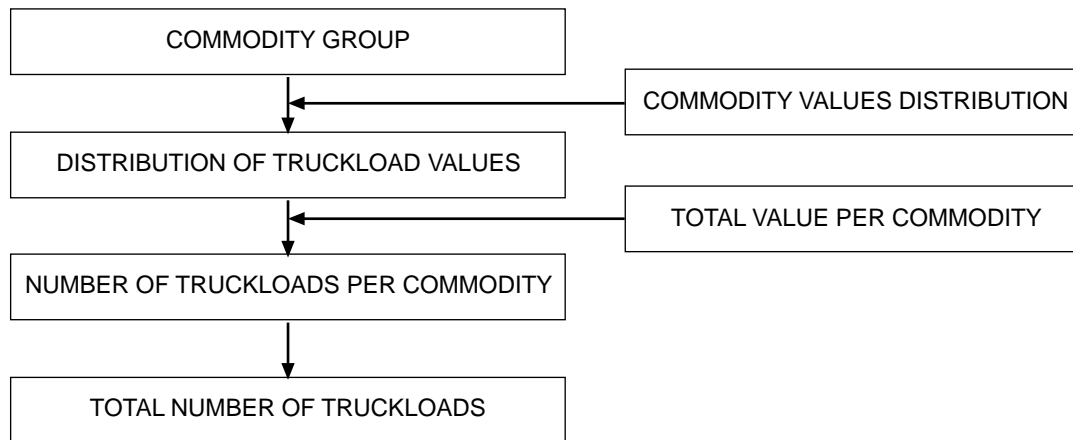 COMMODITY GROUP
COMMODITY VALUES DISTRIBUTION
DISTRIBUTION OF TRUCKLOAD VALUES
TOTAL VALUE PER COMMODITY
NUMBER OF TRUCKLOADS PER COMMODITY
TOTAL NUMBER OF TRUCKLOADS